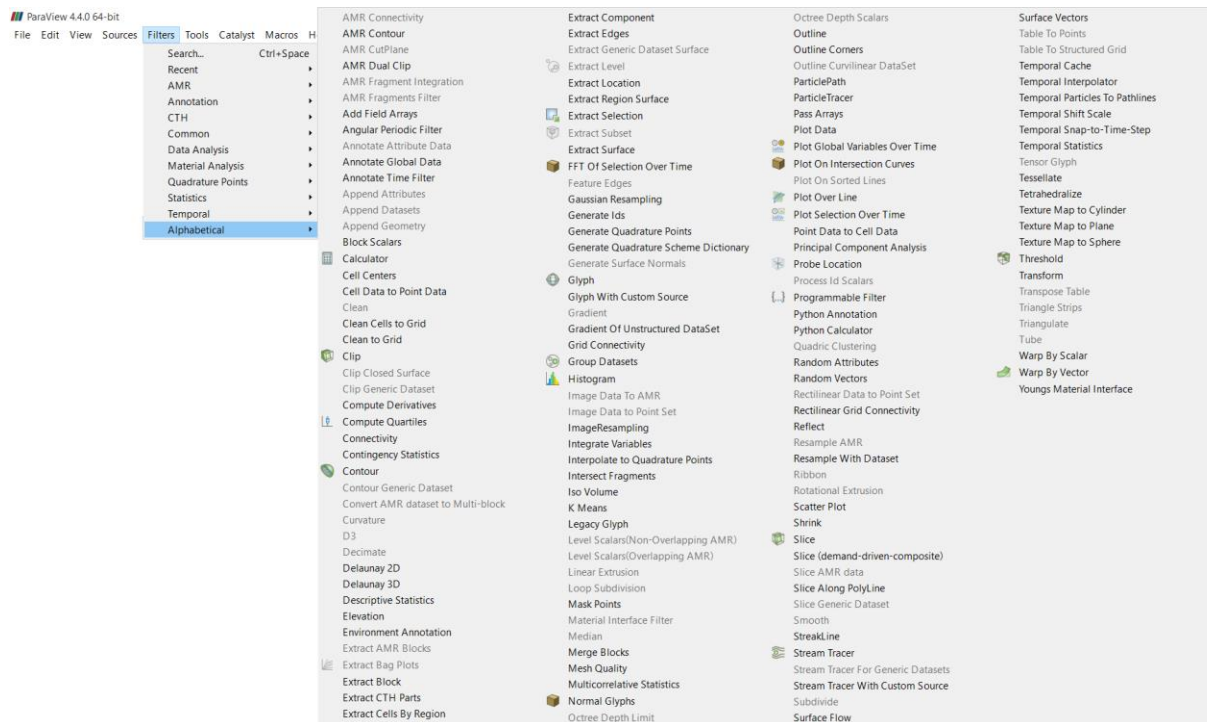 ParaView 4.4.0 64-bit
File Edit View Sources Filters Tools Catalyst Macros H
Search... Ctrl+Space
Recent
AMR
Annotation
CTH
Common
Data Analysis
Material Analysis
Quadrature Points
Statistics
Temporal
Alphabetical
AMR Connectivity
AMR Contour
AMR CutPlane
AMR Dual Clip
AMR Fragment Integration
AMR Fragments Filter
Add Field Arrays
Angular Periodic Filter
Annotate Attribute Data
Annotate Global Data
Annotate Time Filter
Append Attributes
Append Datasets
Append Geometry
Block Scalars
Calculator
Cell Centers
Cell Data to Point Data
Clean
Clean Cells to Grid
Clean to Grid
Clip
Clip Closed Surface
Clip Generic Dataset
Compute Derivatives
Compute Quartiles
Connectivity
Contingency Statistics
Contour
Contour Generic Dataset
Convert AMR dataset to Multi-block
Curvature
D3
Decimate
Delaunay 2D
Delaunay 3D
Descriptive Statistics
Elevation
Environment Annotation
Extract AMR Blocks
Extract Bag Plots
Extract Block
Extract CTH Parts
Extract Cells By Region
Extract Component
Extract Edges
Extract Generic Dataset Surface
Extract Level
Extract Location
Extract Region Surface
Extract Selection
Extract Subset
Extract Surface
FFT Of Selection Over Time
Feature Edges
Gaussian Resampling
Generate Ids
Generate Quadrature Points
Generate Quadrature Scheme Dictionary
Generate Surface Normals
Glyph
Glyph With Custom Source
Gradient
Gradient Of Unstructured DataSet
Grid Connectivity
Group Datasets
Histogram
Image Data To AMR
Image Data to Point Set
ImageResampling
Integrate Variables
Interpolate to Quadrature Points
Intersect Fragments
Iso Volume
K Means
Legacy Glyph
Level Scalars(Non-Overlapping AMR)
Level Scalars(Overlapping AMR)
Linear Extrusion
Loop Subdivision
Mask Points
Material Interface Filter
Median
Merge Blocks
Mesh Quality
Multicorrelative Statistics
Normal Glyphs
Octree Depth Limit
Octree Depth Scalars
Outline
Outline Corners
Outline Curvilinear DataSet
ParticlePath
ParticleTracer
Pass Arrays
Plot Data
Plot Global Variables Over Time
Plot On Intersection Curves
Plot On Sorted Lines
Plot Over Line
Plot Selection Over Time
Point Data to Cell Data
Principal Component Analysis
Probe Location
Process Id Scalars
Programmable Filter
Python Annotation
Python Calculator
Quadric Clustering
Random Attributes
Random Vectors
Rectilinear Data to Point Set
Rectilinear Grid Connectivity
Reflect
Resample AMR
Resample With Dataset
Ribbon
Rotational Extrusion
Scatter Plot
Shrink
Slice
Slice (demand-driven-composite)
Slice AMR data
Slice Along PolyLine
Slice Generic Dataset
Smooth
StreakLine
Stream Tracer
Stream Tracer For Generic Datasets
Stream Tracer With Custom Source
Subdivide
Surface Flow
Surface Vectors
Table To Points
Table To Structured Grid
Temporal Cache
Temporal Interpolator
Temporal Particles To Pathlines
Temporal Shift Scale
Temporal Snap-to-Time-Step
Temporal Statistics
Tensor Glyph
Tessellate
Tetrahedralize
Texture Map to Cylinder
Texture Map to Plane
Texture Map to Sphere
Threshold
Transform
Transpose Table
Triangle Strips
Triangulate
Tube
Warp By Scalar
Warp By Vector
Youngs Material Interface